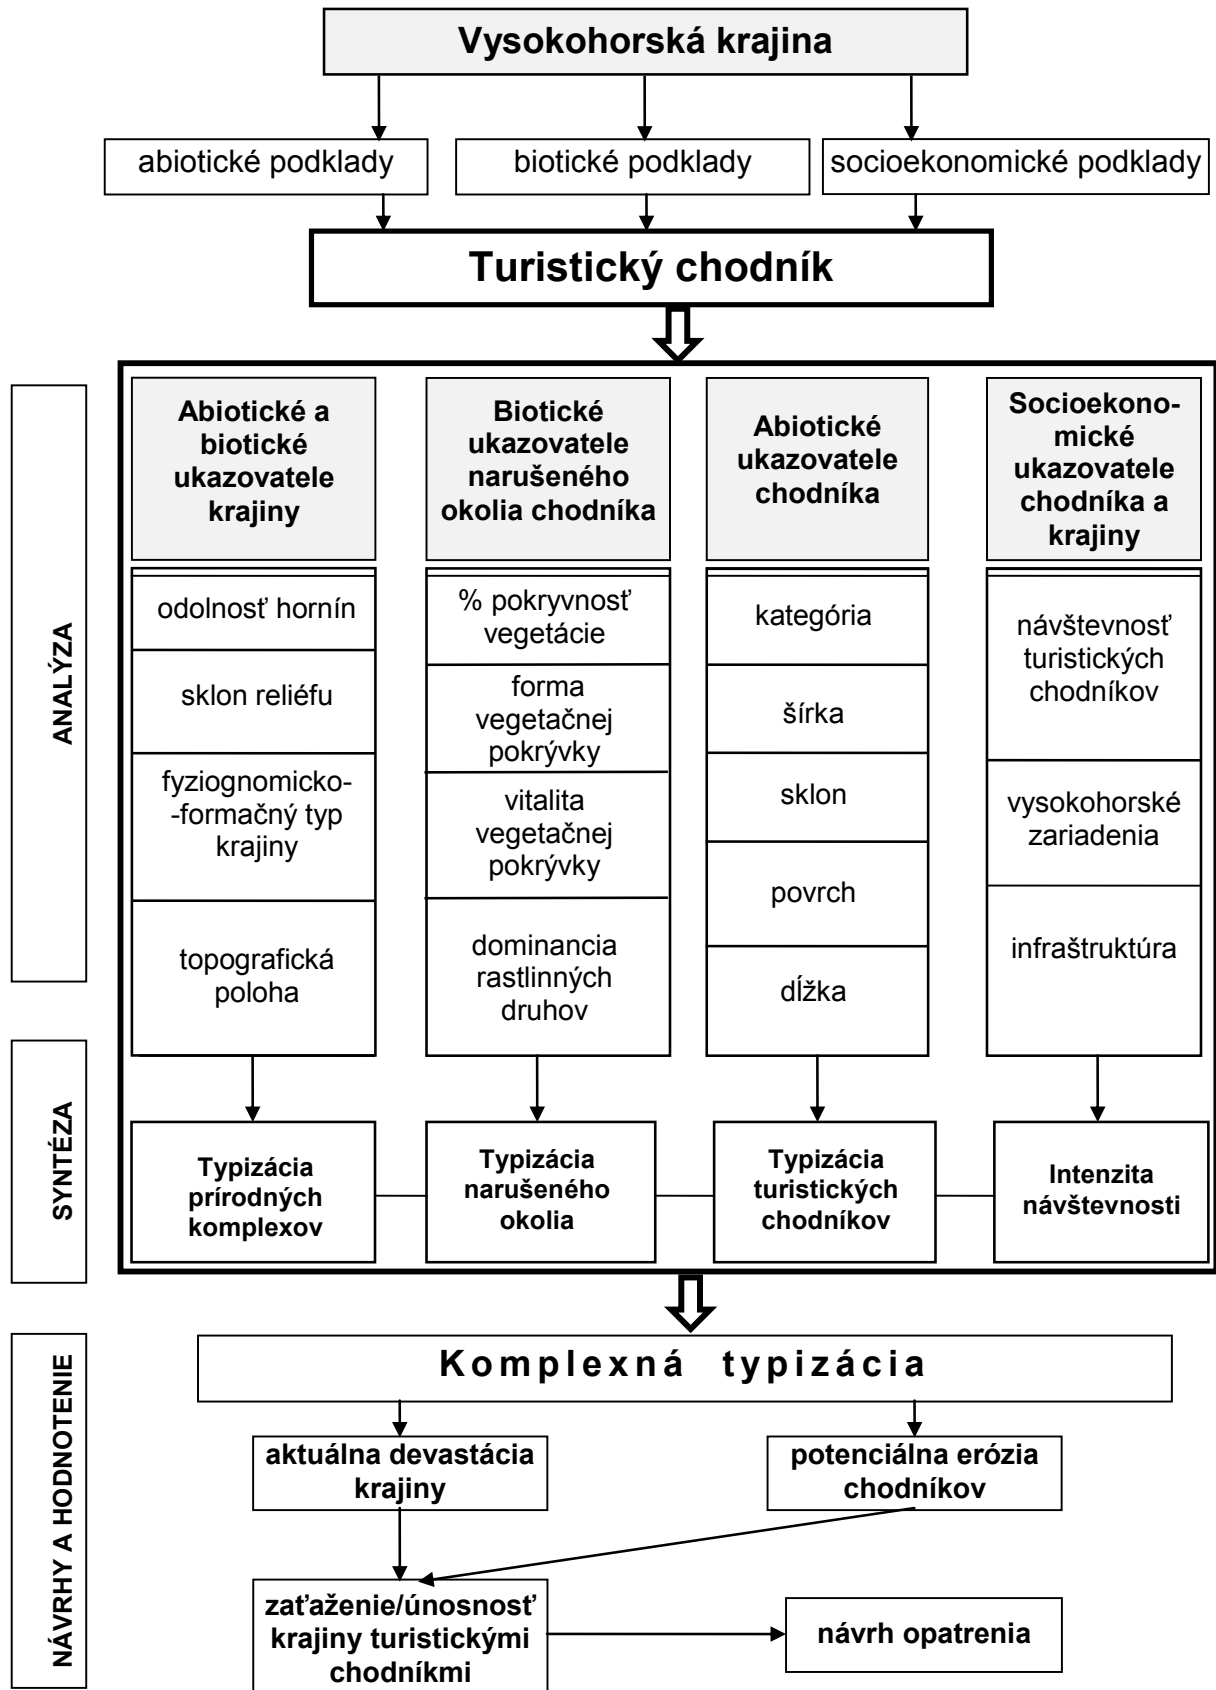 Vysokohorská krajina
abiotické podklady
biotické podklady
socioekonomické podklady
Turistický chodník
ANALÝZA
Abiotické a
biotické
ukazovatele
krajiny
odolnosť hornín
sklon reliéfu
fyziognomicko-
-formačný typ
krajiny
topografická
poloha
Biotické
ukazovatele
narušeného
okolia chodníka
% pokryvnosť
vegetácie
forma
vegetačnej
pokrývky
vitalita
vegetačnej
pokrývky
dominancia
rastlinných
druhov
Abiotické
ukazovatele
chodníka
kategória
šírka
sklon
povrch
dĺžka
Socioekono-
mické
ukazovatele
chodníka a
krajiny
návštevnosť
turistických
chodníkov
vysokohorské
zariadenia
infraštruktúra
SYNTÉZA
Typizácia
prírodných
komplexov
Typizácia
narušeného
okolia
Typizácia
turistických
chodníkov
Intenzita
návštevnosti
NÁVRHY A HODNOTENIE
Komplexná typizácia
aktuálna devastácia
krajiny
potenciálna erózia
chodníkov
zaťaženie/únosnosť
krajiny turistickými
chodníkmi
návrh opatrenia